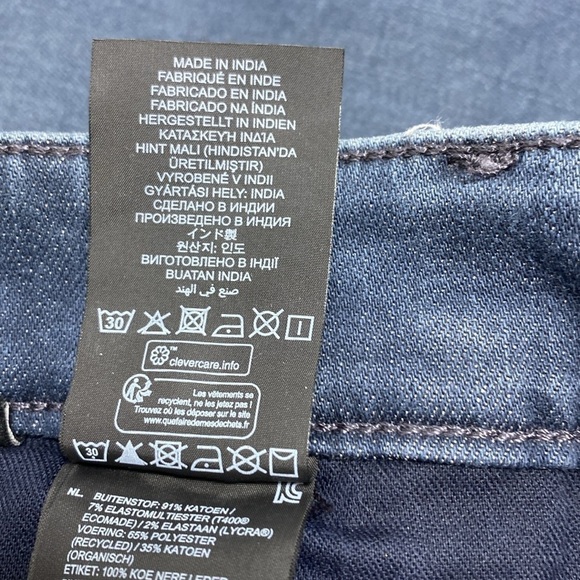 MADE IN INDIA
FABRIQUÉ EN INDE
FABRICADO EN INDIA
FABRICADO NA ÍNDIA
HERGESTELLT IN INDIEN
ΚΑΤΑΣΚΕΥΗ ΙΝΔΊΑ
HINT MALI (HINDISTAN'DA
ÜRETILMIŞTIR)
VYROBENÉ V INDII
GYÁRTÁSI HELY: INDIA
СДЕЛАНО В ИНДИИ
ПРОИЗВЕДЕНО В ИНДИЯ
インド製
원산지: 인도
ВИГОТОВЛЕНО В ІНДІЇ
BUATAN INDIA
صنع في الهند
30
™
clevercare.info
Les vêtements se
recyclent, ne les jetez pas !
Trouvez où les déposer sur le site
www.quefairedemesdechets.fr
30
NL. BUITENSTOF: 91% KATOEN /
7% ELASTOMULTIESTER (T400®
ECOMADE) / 2% ELASTAAN (LYCRA®)
VOERING: 65% POLYESTER
(RECYCLED) / 35% KATOEN
(ORGANISCH)
ETIKET: 100% KOE NERF LEDER